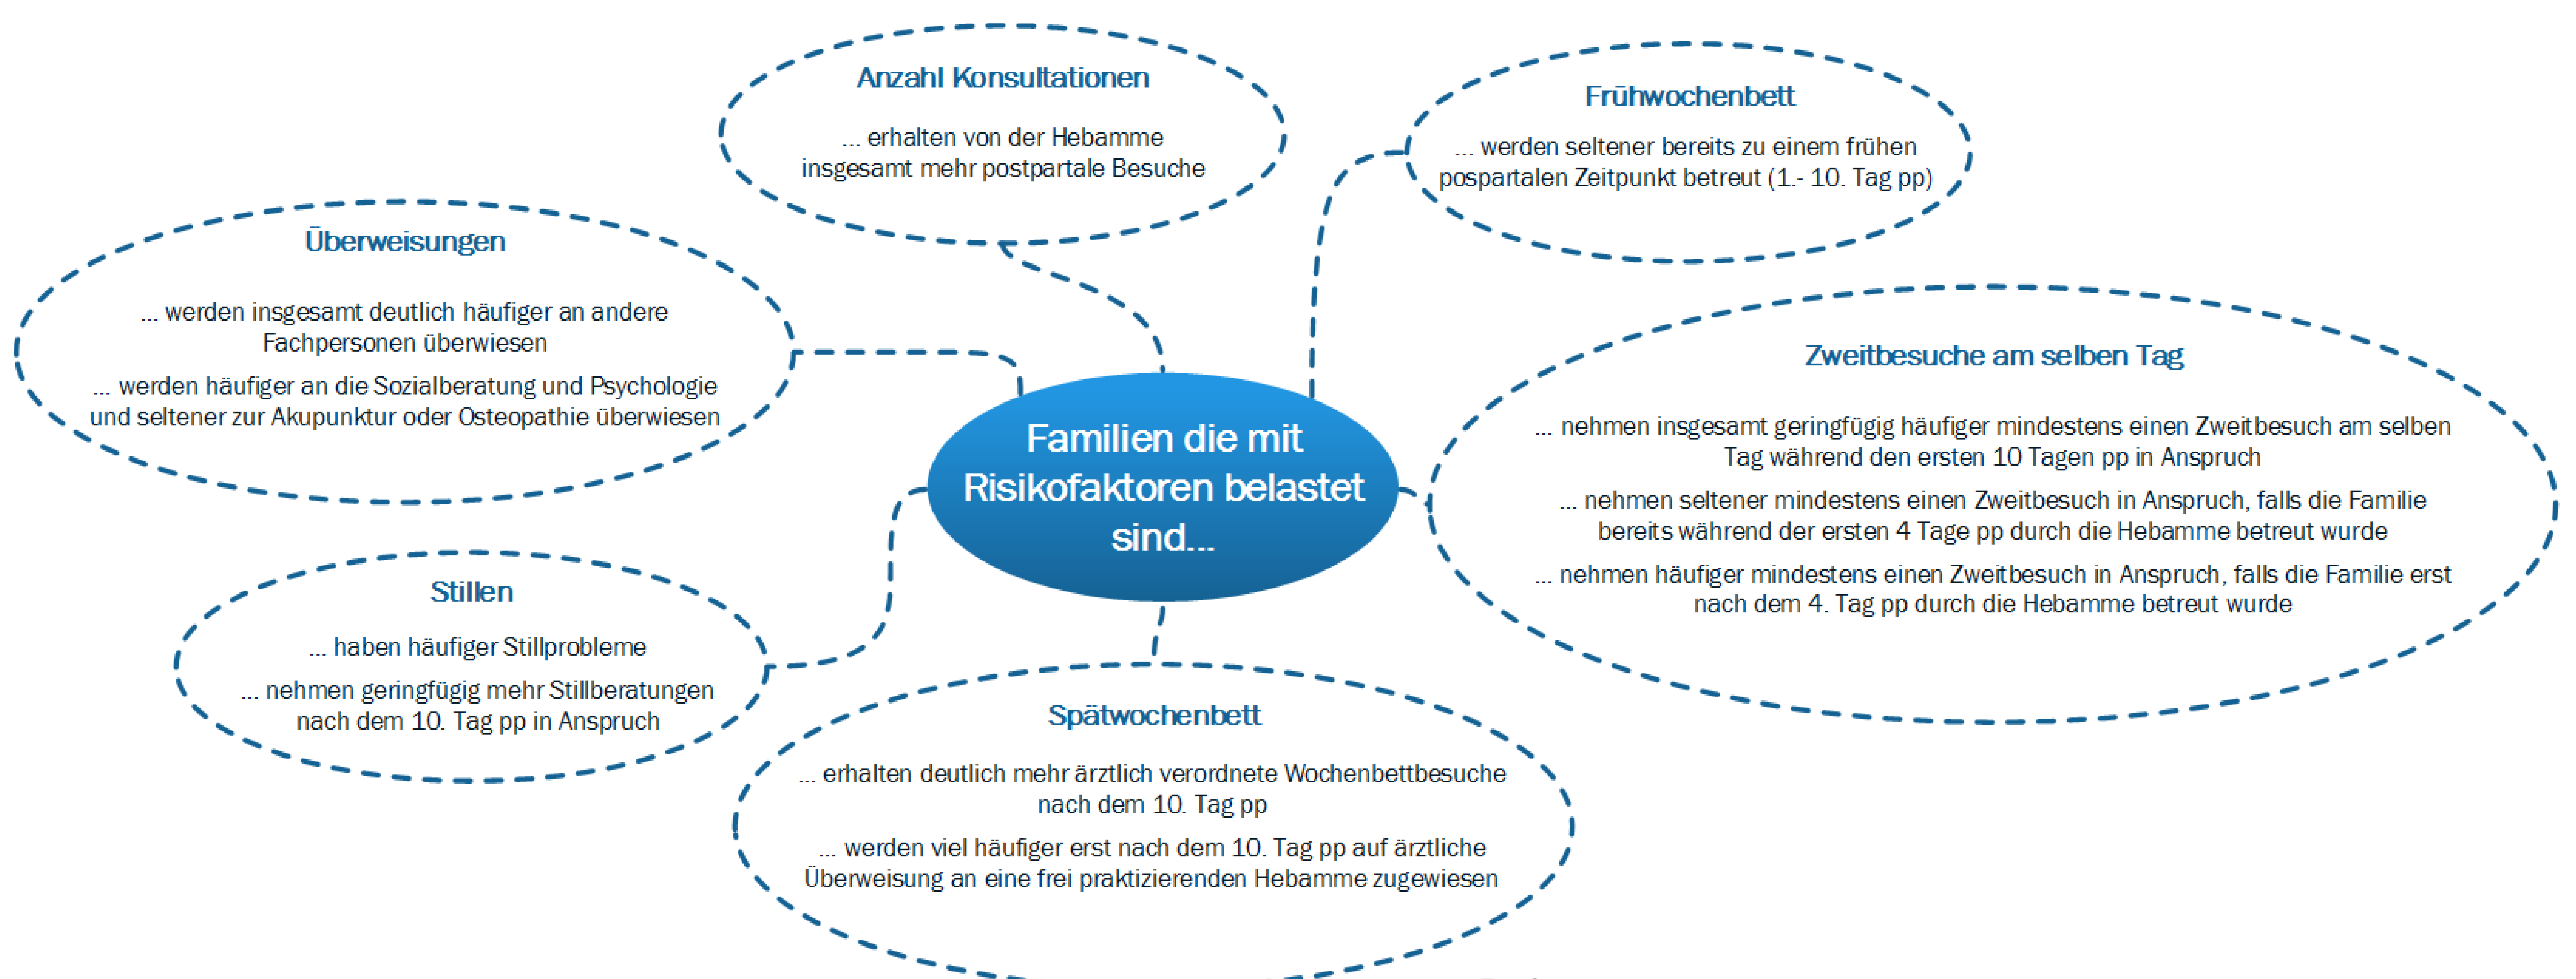 Anzahl Konsultationen
... erhalten von der Hebamme
insgesamt mehr postpartale Besuche
Frühwochenbett
... werden seltener bereits zu einem frühen
pospartalen Zeitpunkt betreut (1.- 10. Tag pp)
Überweisungen
... werden insgesamt deutlich häufiger an andere
Fachpersonen überwiesen
... werden häufiger an die Sozialberatung und Psychologie
und seltener zur Akupunktur oder Osteopathie überwiesen
Zweitbesuche am selben Tag
... nehmen insgesamt geringfügig häufiger mindestens einen Zweitbesuch am selben
Tag während den ersten 10 Tagen pp in Anspruch
... nehmen seltener mindestens einen Zweitbesuch in Anspruch, falls die Familie
bereits während der ersten 4 Tage pp durch die Hebamme betreut wurde
... nehmen häufiger mindestens einen Zweitbesuch in Anspruch, falls die Familie erst
nach dem 4. Tag pp durch die Hebamme betreut wurde
Familien die mit
Risikofaktoren belastet
sind...
Stillen
... haben häufiger Stillprobleme
... nehmen geringfügig mehr Stillberatungen
nach dem 10. Tag pp in Anspruch
Spätwochenbett
... erhalten deutlich mehr ärztlich verordnete Wochenbettbesuche
nach dem 10. Tag pp
... werden viel häufiger erst nach dem 10. Tag pp auf ärztliche
Überweisung an eine frei praktizierenden Hebamme zugewiesen